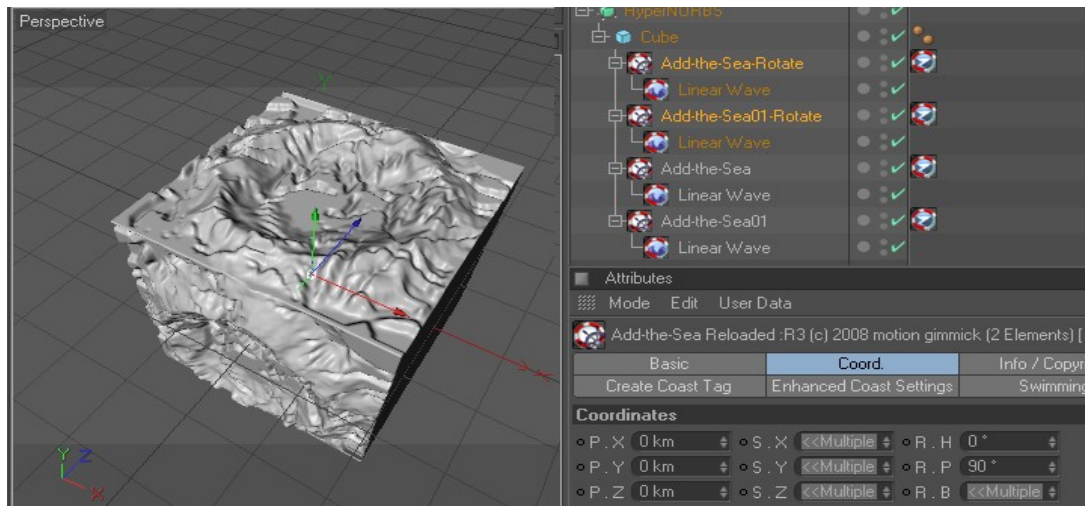 Perspective
Y
Y
Z
X
HyperNURBS
Cube
Add-the-Sea-Rotate
Linear Wave
Add-the-Sea01-Rotate
Linear Wave
Add-the-Sea
Linear Wave
Add-the-Sea01
Linear Wave
Attributes
Mode Edit User Data
Add-the-Sea Reloaded :R3 (c) 2008 motion gimmick (2 Elements) [
Basic Coord. Info / Copyr
Create Coast Tag Enhanced Coast Settings Swimming
Coordinates
P . X 0 km S . X <<Multiple R . H 0 °
P . Y 0 km S . Y <<Multiple R . P 90 °
P . Z 0 km S . Z <<Multiple R . B <<Multiple